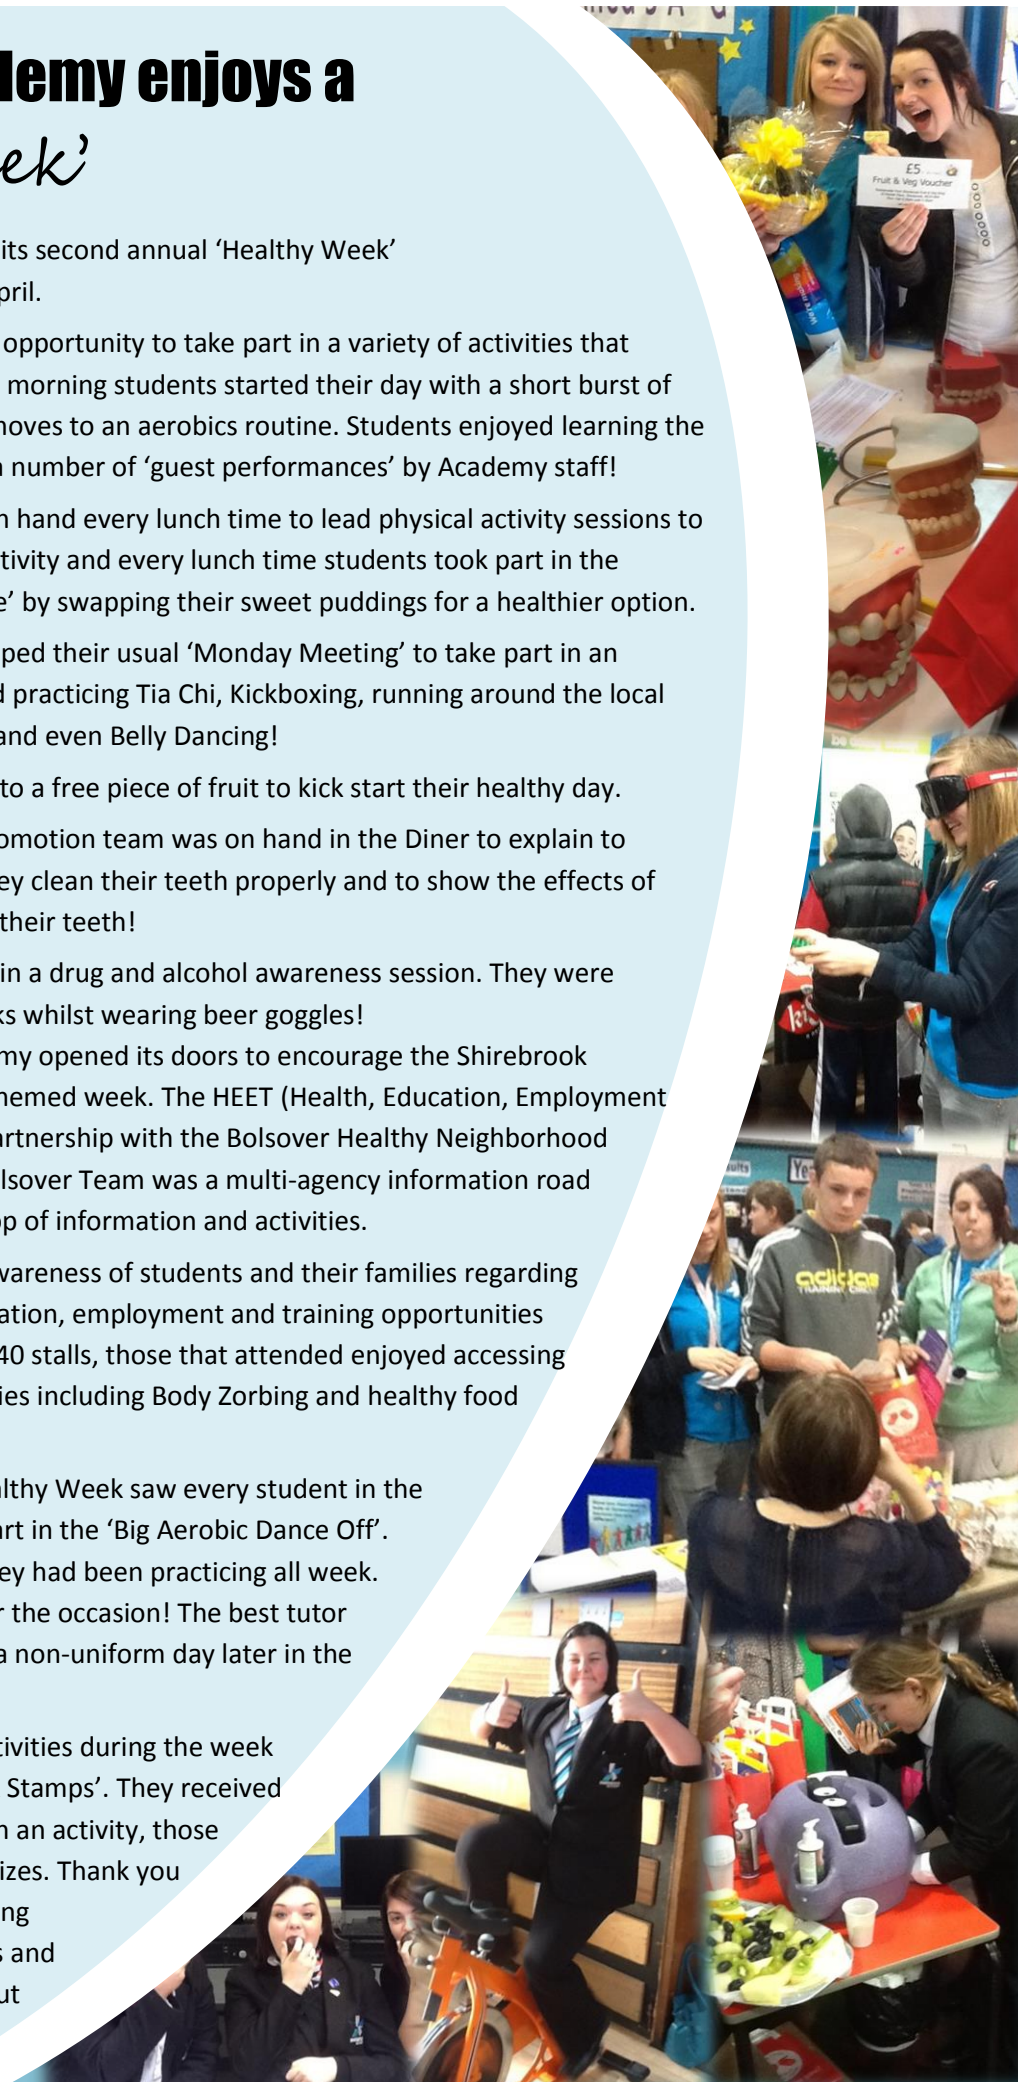 demy enjoys a
ek’
its second annual ‘Healthy Week’
pril.
opportunity to take part in a variety of activities that
morning students started their day with a short burst of
moves to an aerobics routine. Students enjoyed learning the
number of ‘guest performances’ by Academy staff!
n hand every lunch time to lead physical activity sessions to
tivity and every lunch time students took part in the
e’ by swapping their sweet puddings for a healthier option.
ped their usual ‘Monday Meeting’ to take part in an
d practicing Tia Chi, Kickboxing, running around the local
and even Belly Dancing!
to a free piece of fruit to kick start their healthy day.
omotion team was on hand in the Diner to explain to
ey clean their teeth properly and to show the effects of
their teeth!
in a drug and alcohol awareness session. They were
ks whilst wearing beer goggles!
my opened its doors to encourage the Shirebrook
hemed week. The HEET (Health, Education, Employment
artnership with the Bolsover Healthy Neighborhood
lsover Team was a multi-agency information road
op of information and activities.
wareness of students and their families regarding
ation, employment and training opportunities
40 stalls, those that attended enjoyed accessing
ies including Body Zorbing and healthy food
althy Week saw every student in the
art in the ‘Big Aerobic Dance Off’.
ey had been practicing all week.
r the occasion! The best tutor
a non-uniform day later in the
tivities during the week
Stamps’. They received
n an activity, those
izes. Thank you
ng
s and
ut
£5
Fruit & Veg Voucher
adidas
TRAINING